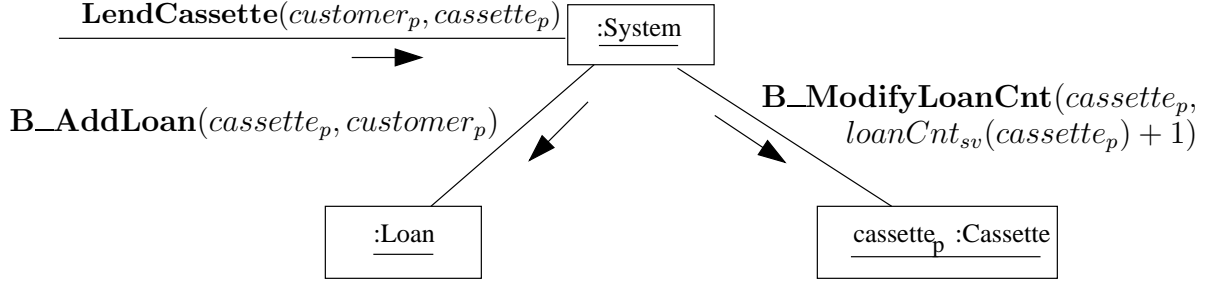 LendCassette(customer_p, cassette_p)
:System
B_AddLoan(cassette_p, customer_p)
B_ModifyLoanCnt(cassette_p,
loanCnt_sv(cassette_p) + 1)
:Loan
cassette_p :Cassette